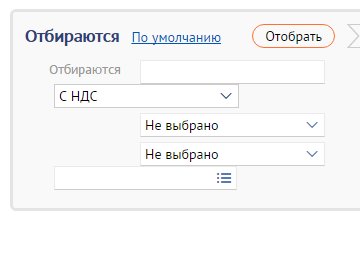 Отбираются По умолчанию Отобрать
Отбираются
С НДС
Не выбрано
Не выбрано